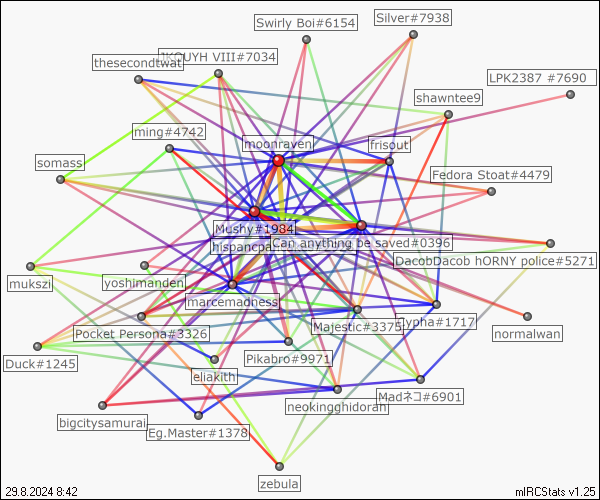 Swirly Boi#6154
Silver#7938
JKOUYH VIII#7034
thesecondtwat
LPK2387 #7690
shawntee9
ming#4742
moonraven
frisout
somass
Fedora Stoat#4479
Mushy#1984
Can anything be saved#0396
hispancpa
DacobDacob hORNY police#5271
mukszi
yoshimanden
marcemadness
Pocket Persona#3326
Majestic#3375
ypha#1717
normalwan
Duck#1245
Pikabro#9971
eliakith
Madネコ#6901
neokingghidorah
bigcitysamurai
Eg.Master#1378
zebula
29.8.2024 8:42
mIRCStats v1.25